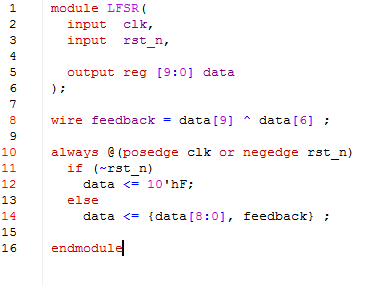 1 module LFSR(
2 input clk,
3 input rst_n,
4
5 output reg [9:0] data
6 );
7
8 wire feedback = data[9] ^ data[6] ;
9
10 always @(posedge clk or negedge rst_n)
11 if (~rst_n)
12 data <= 10'hF;
13 else
14 data <= {data[8:0], feedback} ;
15
16 endmodule